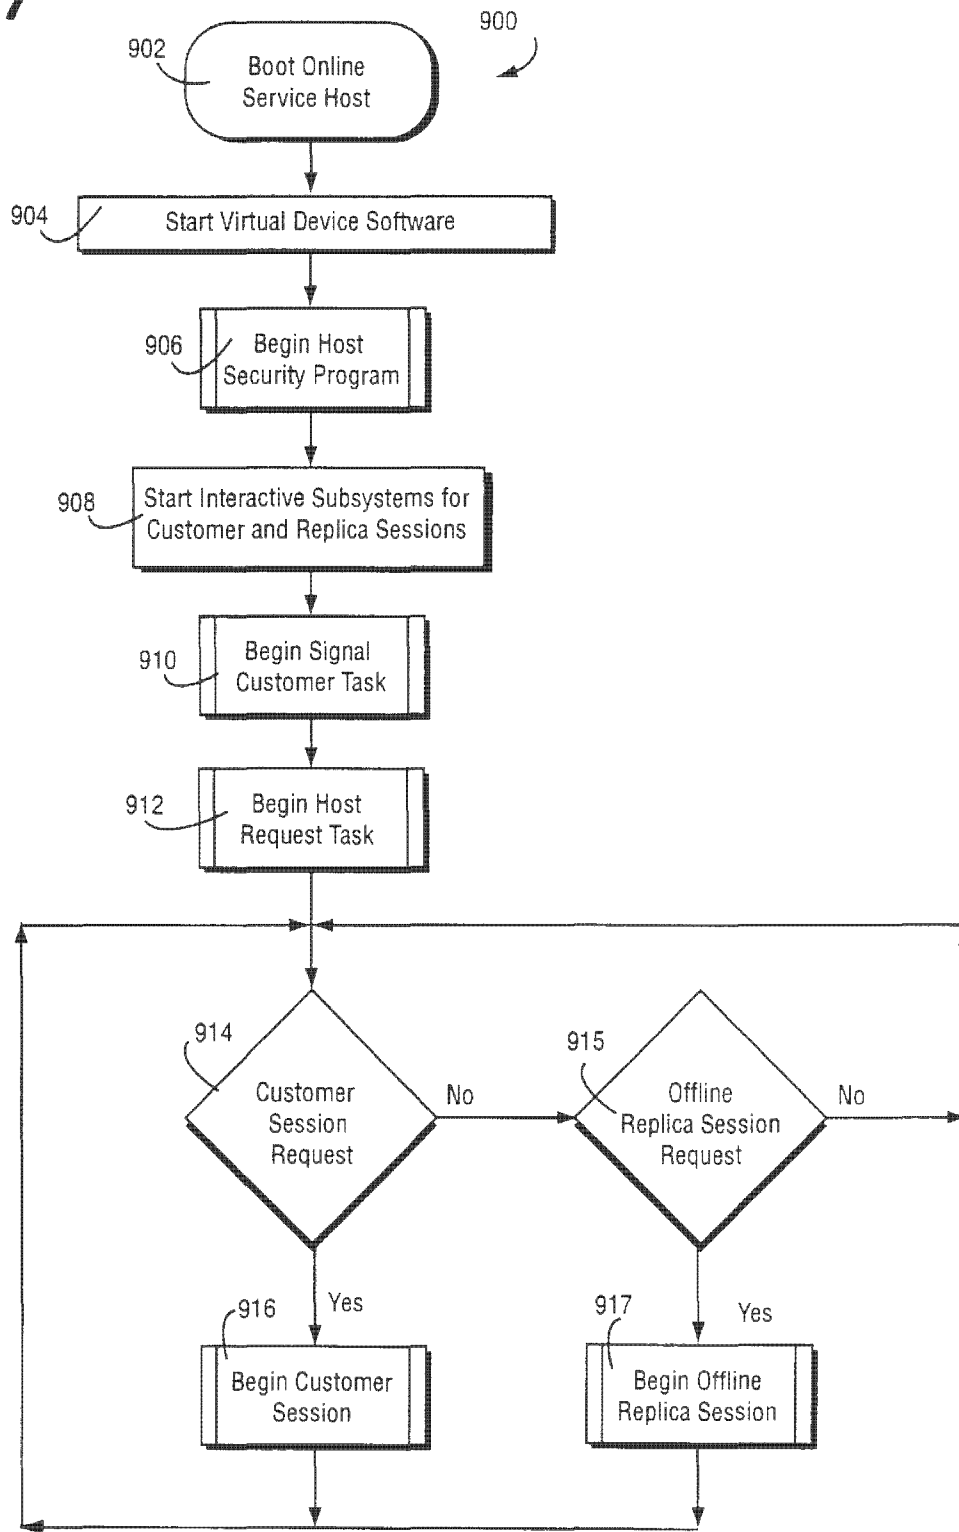 900
902
Boot Online
Service Host
904
Start Virtual Device Software
906
Begin Host
Security Program
908
Start Interactive Subsystems for
Customer and Replica Sessions
910
Begin Signal
Customer Task
912
Begin Host
Request Task
914
Customer
Session
Request
No
915
Offline
Replica Session
Request
No
Yes
Yes
916
Begin Customer
Session
917
Begin Offline
Replica Session